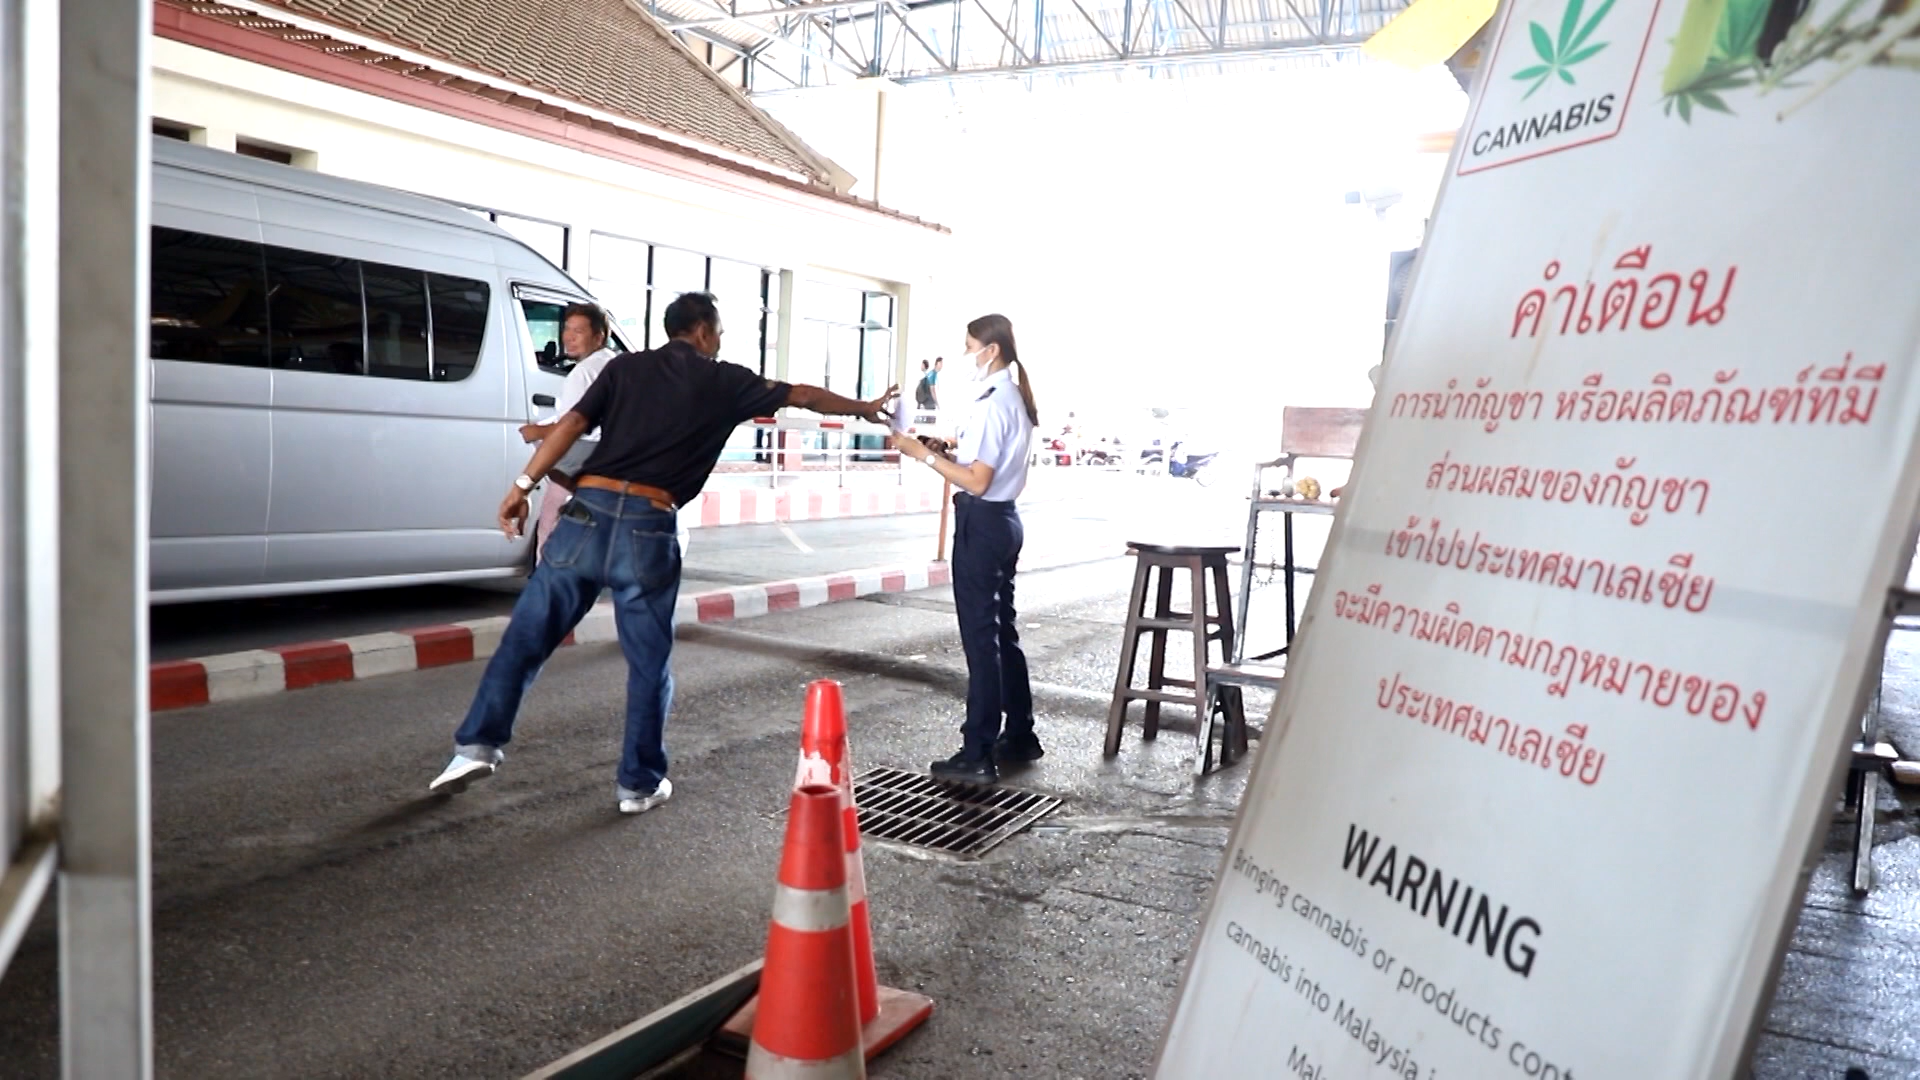 CANNABIS
คำเตือน
การนำกัญชา หรือผลิตภัณฑ์ที่มี
ส่วนผสมของกัญชา
เข้าไปประเทศมาเลเซีย
จะมีความผิดตามกฎหมายของ
ประเทศมาเลเซีย
WARNING
Bringing cannabis or products
cannabis into Malaysia